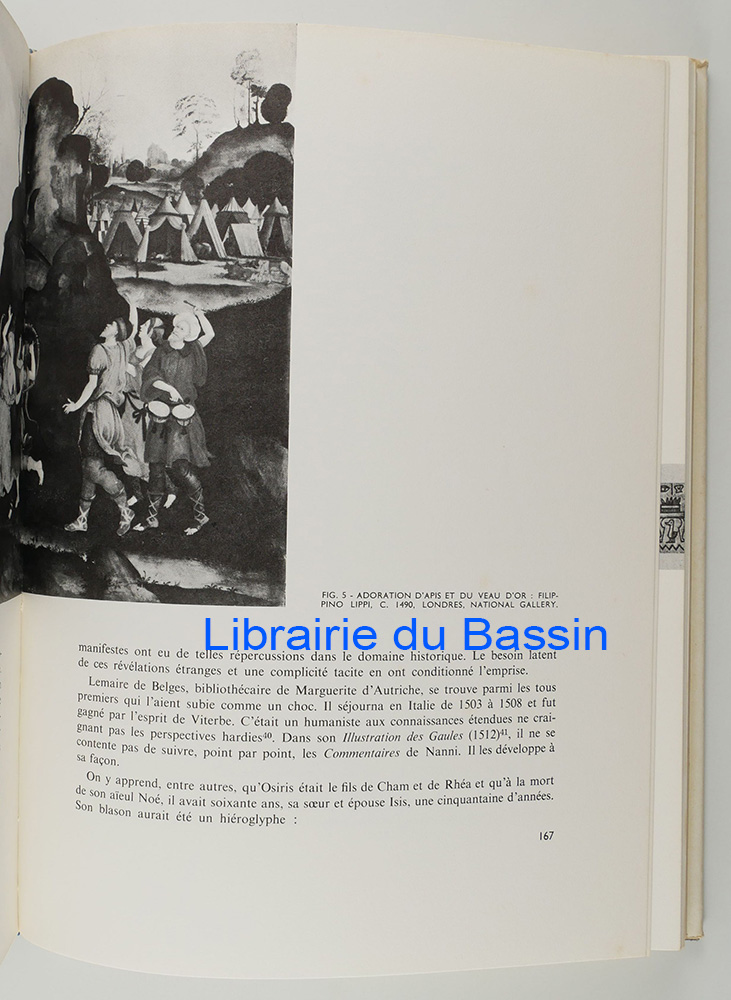 FIG. 5 - ADORATION D'APIS ET DU VEAU D'OR : FILIP-
PINO LIPPI, C. 1490, LONDRES, NATIONAL GALLERY.
Librairie du Bassin
manifestes ont eu de telles répercussions dans le domaine historique. Le besoin latent
de ces révélations étranges et une complicité tacite en ont conditionné l'emprise.
Lemaire de Belges, bibliothécaire de Marguerite d'Autriche, se trouve parmi les tous
premiers qui l'aient subie comme un choc. Il séjourna en Italie de 1503 à 1508 et fut
gagné par l'esprit de Viterbe. C'était un humaniste aux connaissances étendues ne crai-
gnant pas les perspectives hardies⁴⁰. Dans son Illustration des Gaules (1512)⁴¹, il ne se
contente pas de suivre, point par point, les Commentaires de Nanni. Il les développe à
sa façon.
On y apprend, entre autres, qu'Osiris était le fils de Cham et de Rhéa et qu'à la mort
de son aïeul Noé, il avait soixante ans, sa sœur et épouse Isis, une cinquantaine d'années.
Son blason aurait été un hiéroglyphe :
167